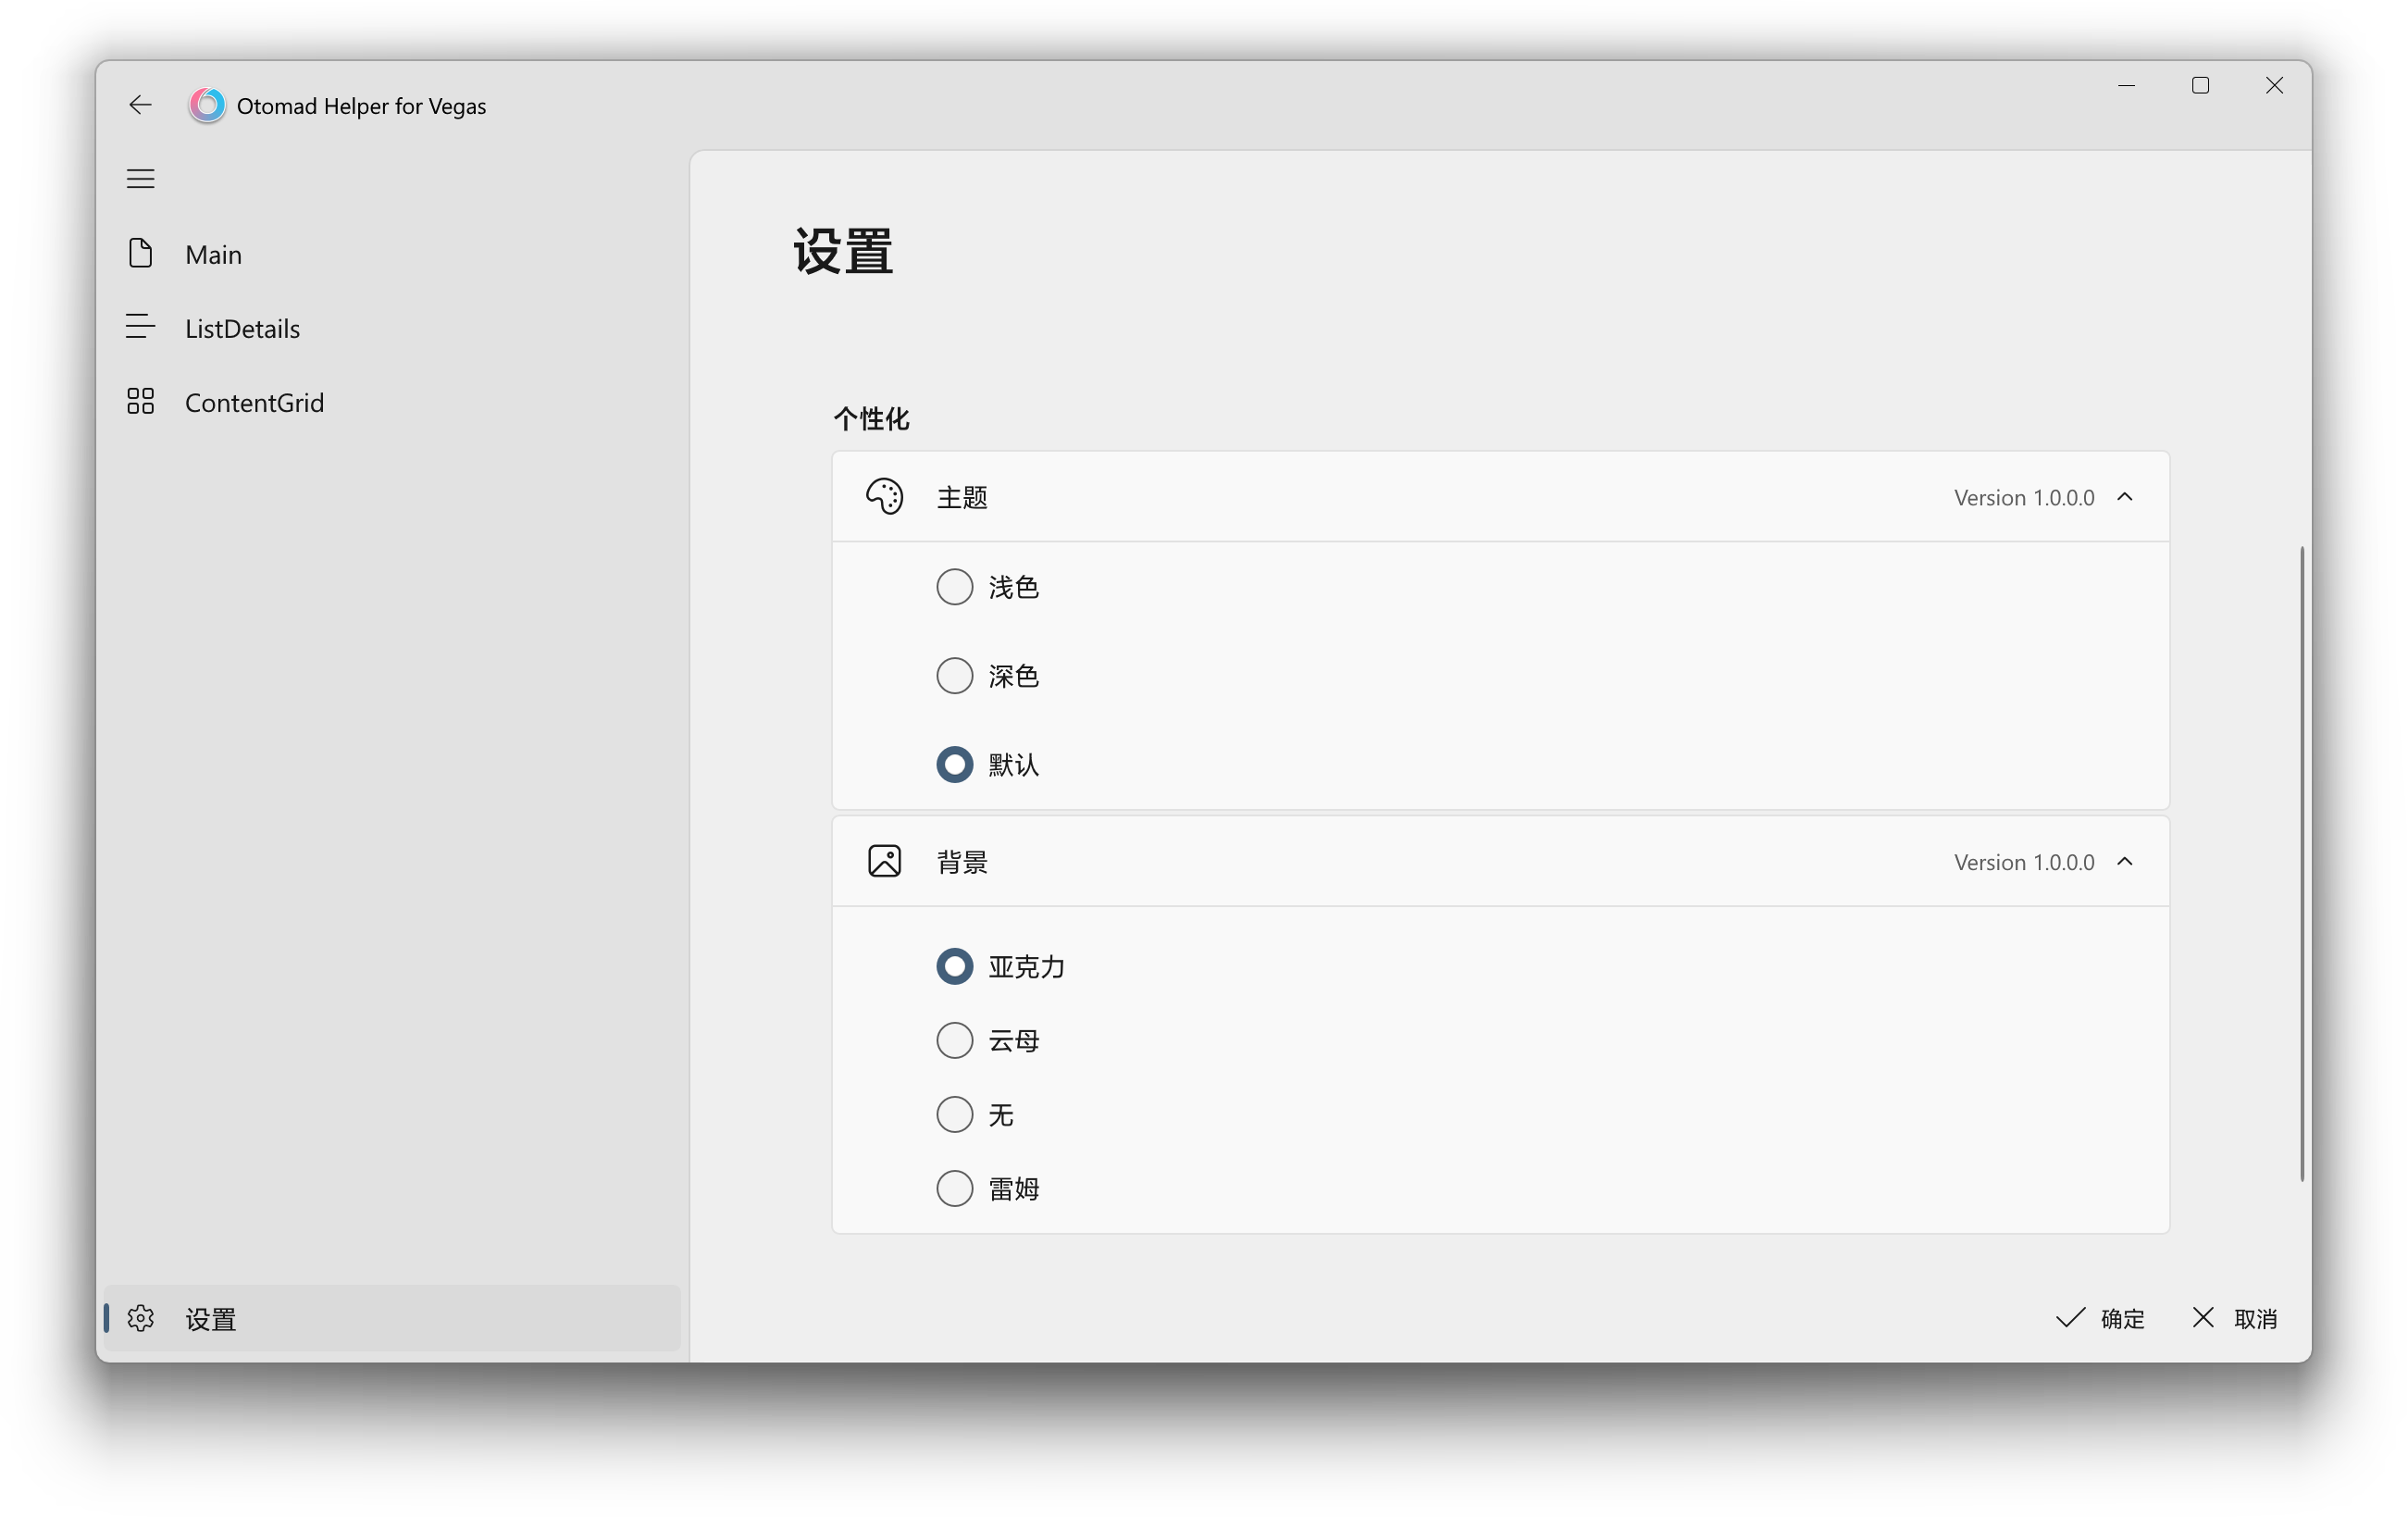 Otomad Helper for Vegas
Main
ListDetails
ContentGrid
设置
设置
个性化
主题
Version 1.0.0.0
浅色
深色
默认
背景
Version 1.0.0.0
亚克力
云母
无
雷姆
确定
取消